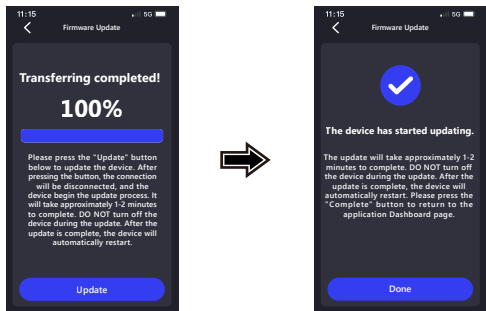 11:15
5G
Firmware Update
Transferring completed!
100%
Please press the "Update" button
below to update the device. After
pressing the button, the connection
will be disconnected, and the
device begin the update process. It
will take approximately 1-2 minutes
to complete. DO NOT turn off the
device during the update. After the
update is complete, the device will
automatically restart.
Update
11:15
5G
Firmware Update
The device has started updating.
The update will take approximately 1-2
minutes to complete. DO NOT turn off
the device during the update. After the
update is complete, the device will
automatically restart. Please press the
"Complete" button to return to the
application Dashboard page.
Done